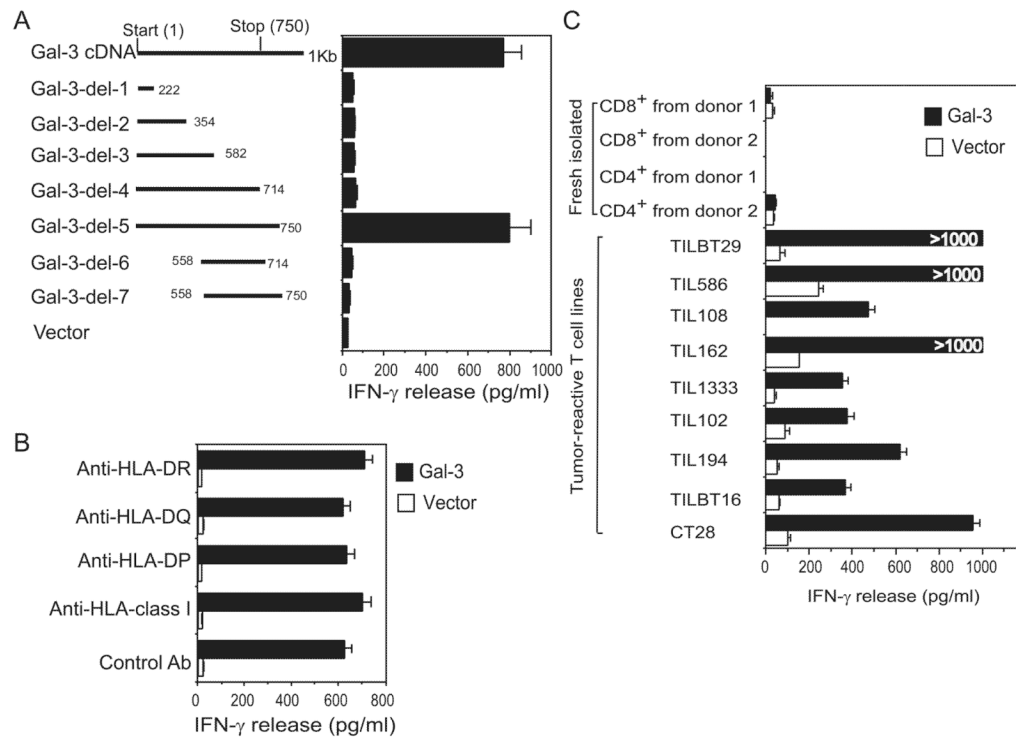 A
Start (1)
Stop (750)
Gal-3 cDNA
1Kb
Gal-3-del-1
222
Gal-3-del-2
354
Gal-3-del-3
582
Gal-3-del-4
714
Gal-3-del-5
750
Gal-3-del-6
558
714
Gal-3-del-7
558
750
Vector
0 200 400 600 800 1000
IFN-γ release (pg/ml)
B
Anti-HLA-DR
Anti-HLA-DQ
Anti-HLA-DP
Anti-HLA-class I
Control Ab
Gal-3
Vector
0 200 400 600 800
IFN-γ release (pg/ml)
C
Fresh isolated
CD8+ from donor 1
CD8+ from donor 2
CD4+ from donor 1
CD4+ from donor 2
Gal-3
Vector
Tumor-reactive T cell lines
TILBT29
>1000
TIL586
>1000
TIL108
TIL162
>1000
TIL1333
TIL102
TIL194
TILBT16
CT28
0 200 400 600 800 1000
IFN-γ release (pg/ml)